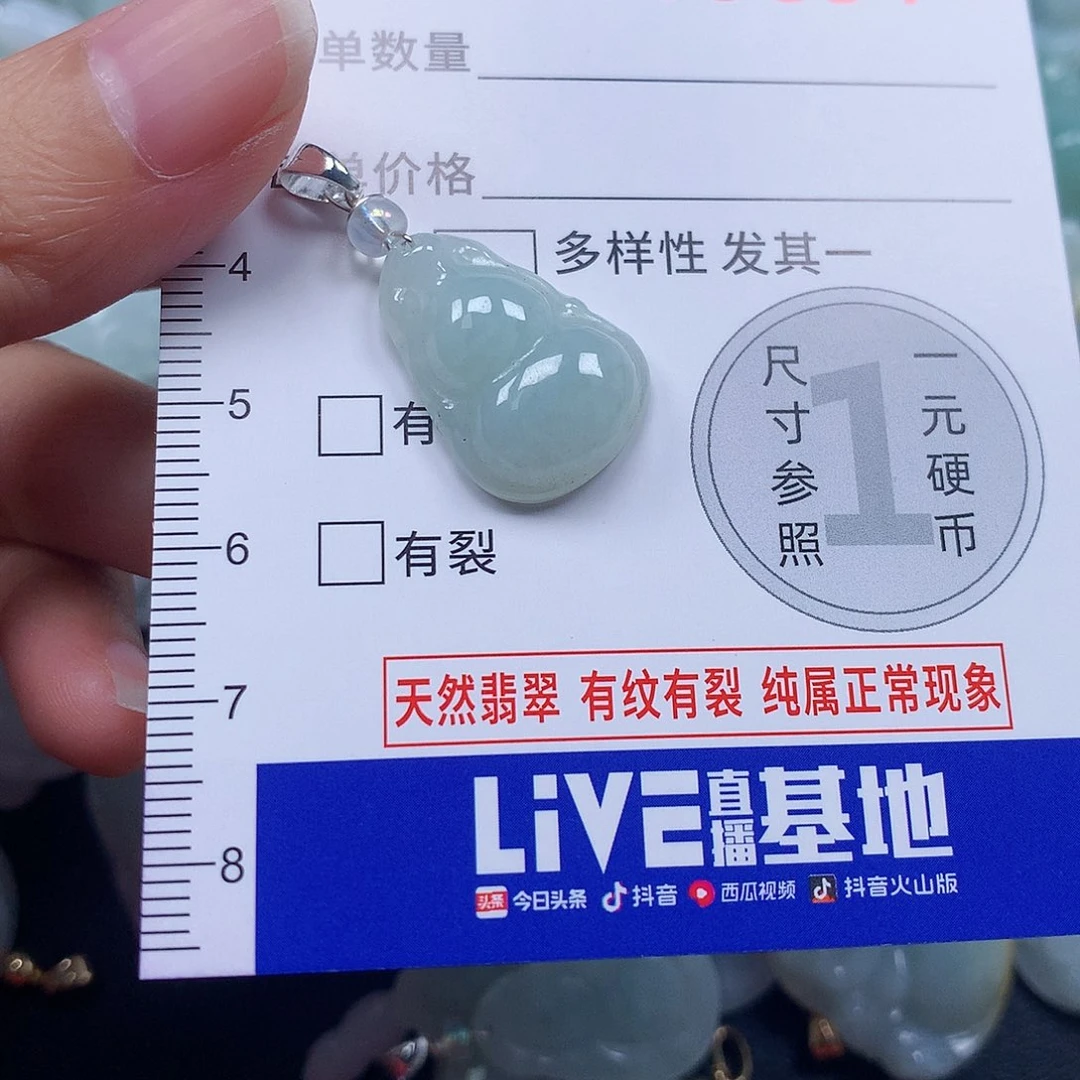 单数量
单价格
多样性 发其一
4
5
有
6
有裂
7
8
尺寸参照
1
一元硬币
天然翡翠 有纹有裂 纯属正常现象
LiVE直播基地
头条 今日头条 抖音 西瓜视频 抖音火山版